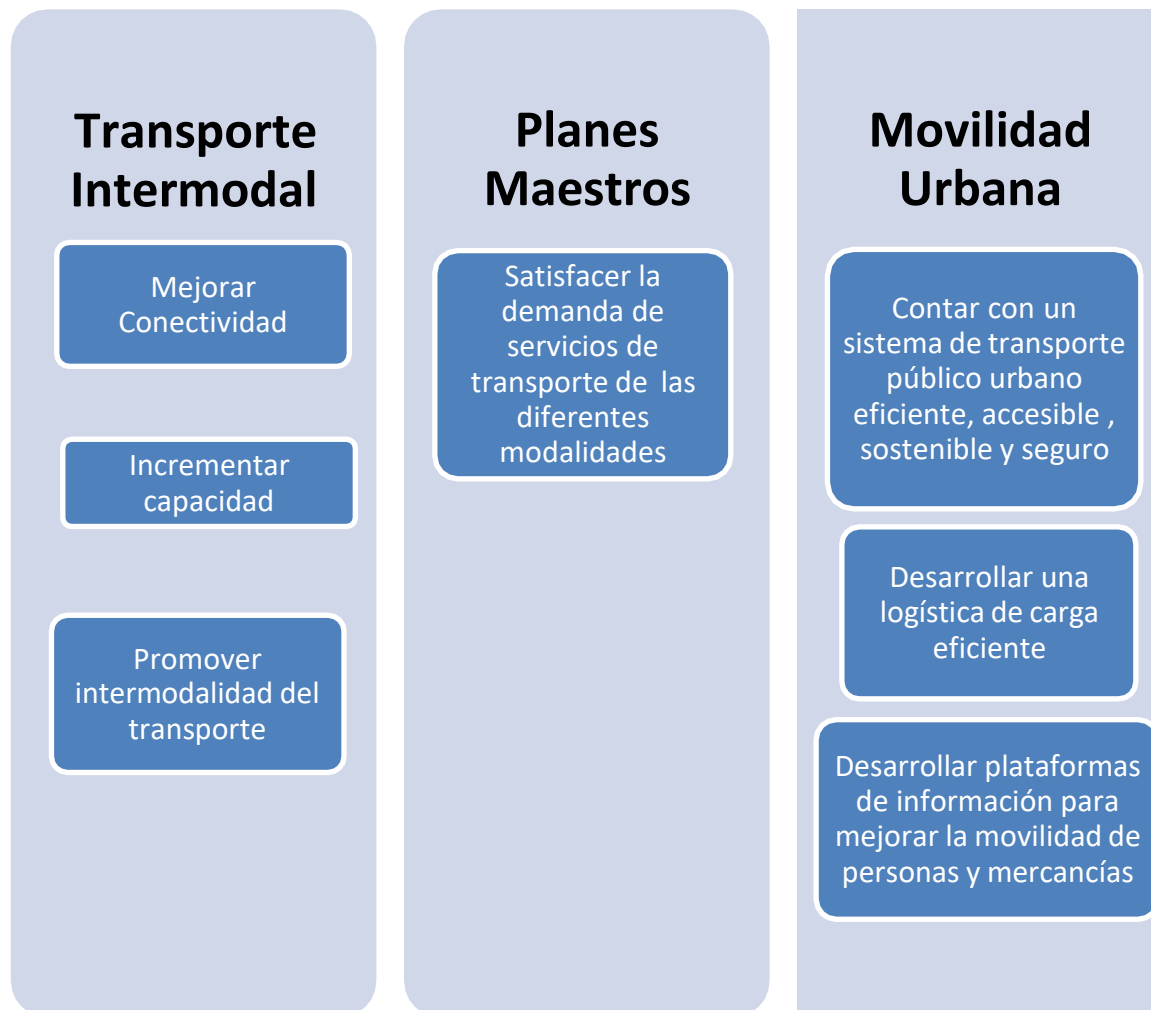 Transporte
Intermodal
Mejorar
Conectividad
Incrementar
capacidad
Promover
intermodalidad del
transporte
Planes
Maestros
Satisfacer la
demanda de
servicios de
transporte de las
diferentes
modalidades
Movilidad
Urbana
Contar con un
sistema de transporte
público urbano
eficiente, accesible ,
sostenible y seguro
Desarrollar una
logística de carga
eficiente
Desarrollar plataformas
de información para
mejorar la movilidad de
personas y mercancías